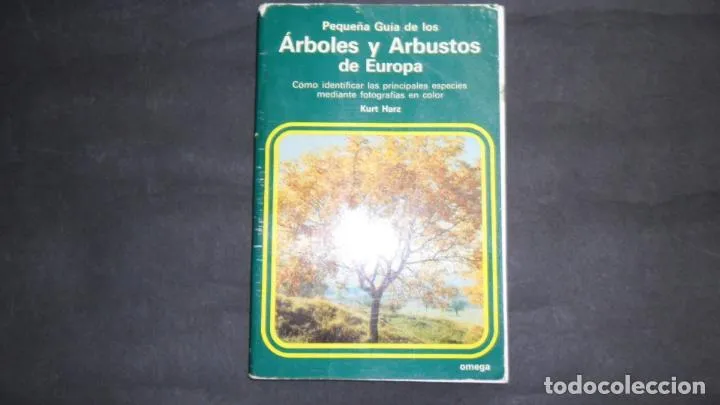 Pequeña Guía de los
Árboles y Arbustos
de Europa
Cómo identificar las principales especies
mediante fotografías en color
Kurt Harz
omega
todocoleccion